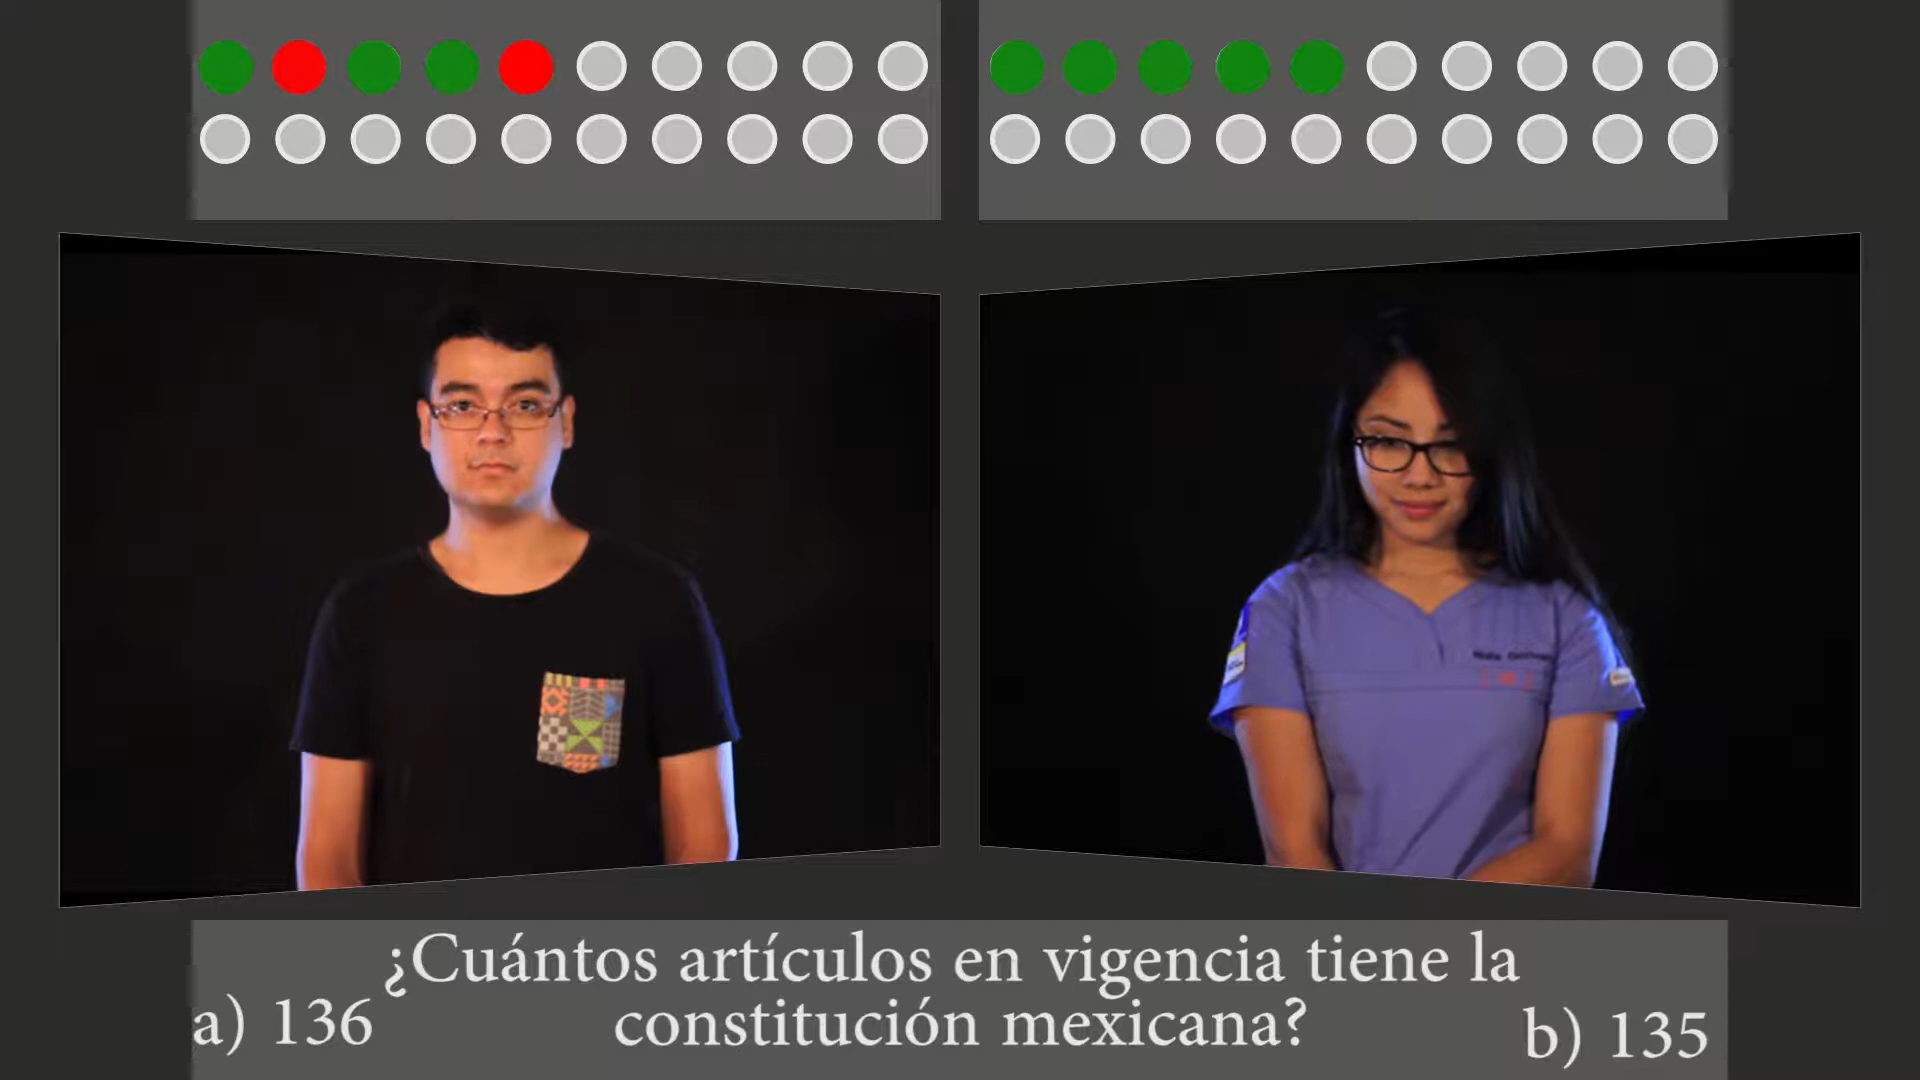 ¿Cuántos artículos en vigencia tiene la
a) 136
constitución mexicana?
b) 135